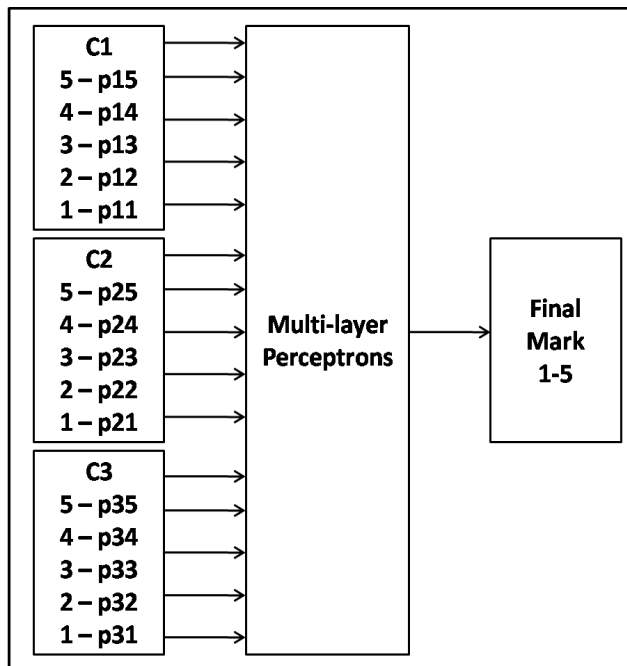 C1
5 – p15
4 – p14
3 – p13
2 – p12
1 – p11
C2
5 – p25
4 – p24
3 – p23
2 – p22
1 – p21
C3
5 – p35
4 – p34
3 – p33
2 – p32
1 – p31
Multi-layer
Perceptrons
Final
Mark
1-5